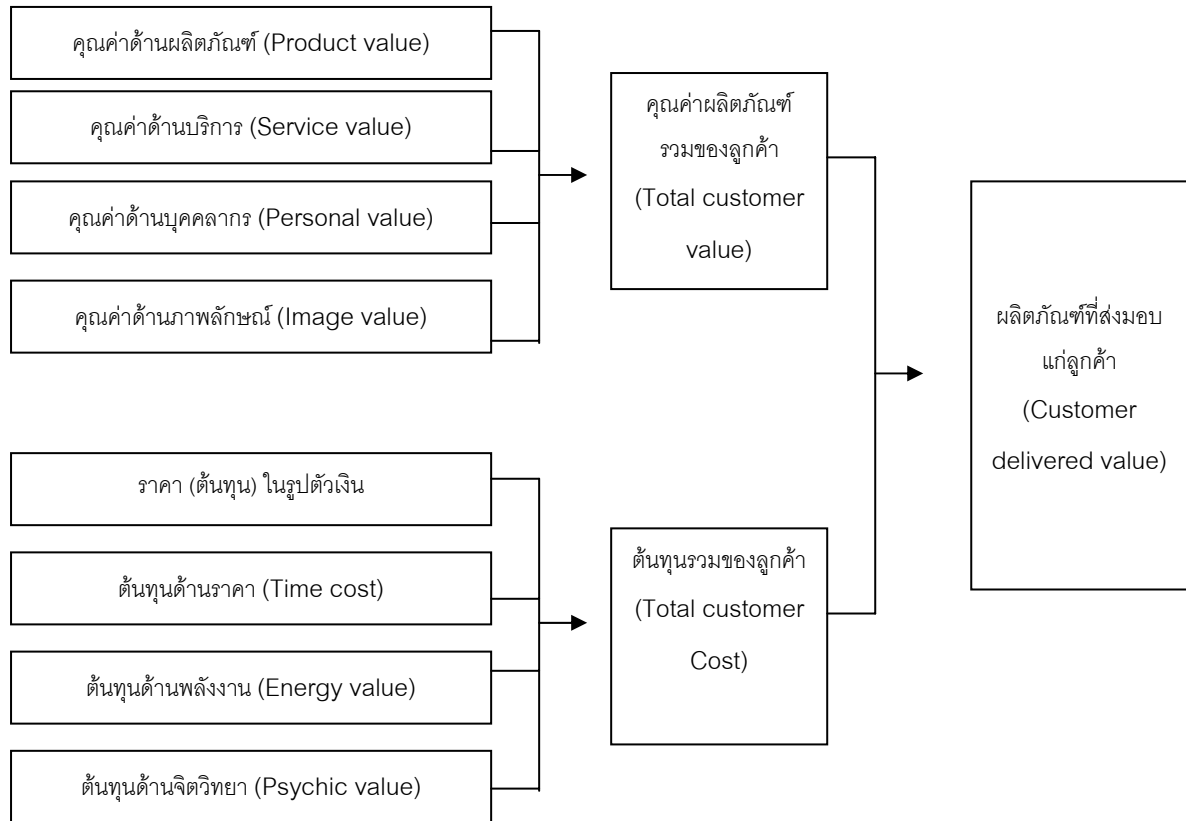 คุณค่าด้านผลิตภัณฑ์ (Product value)
คุณค่าด้านบริการ (Service value)
คุณค่าด้านบุคคลากร (Personal value)
คุณค่าด้านภาพลักษณ์ (Image value)
คุณค่าผลิตภัณฑ์
รวมของลูกค้า
(Total customer
value)
ราคา (ต้นทุน) ในรูปตัวเงิน
ต้นทุนด้านราคา (Time cost)
ต้นทุนด้านพลังงาน (Energy value)
ต้นทุนด้านจิตวิทยา (Psychic value)
ต้นทุนรวมของลูกค้า
(Total customer
Cost)
ผลิตภัณฑ์ที่ส่งมอบ
แก่ลูกค้า
(Customer
delivered value)